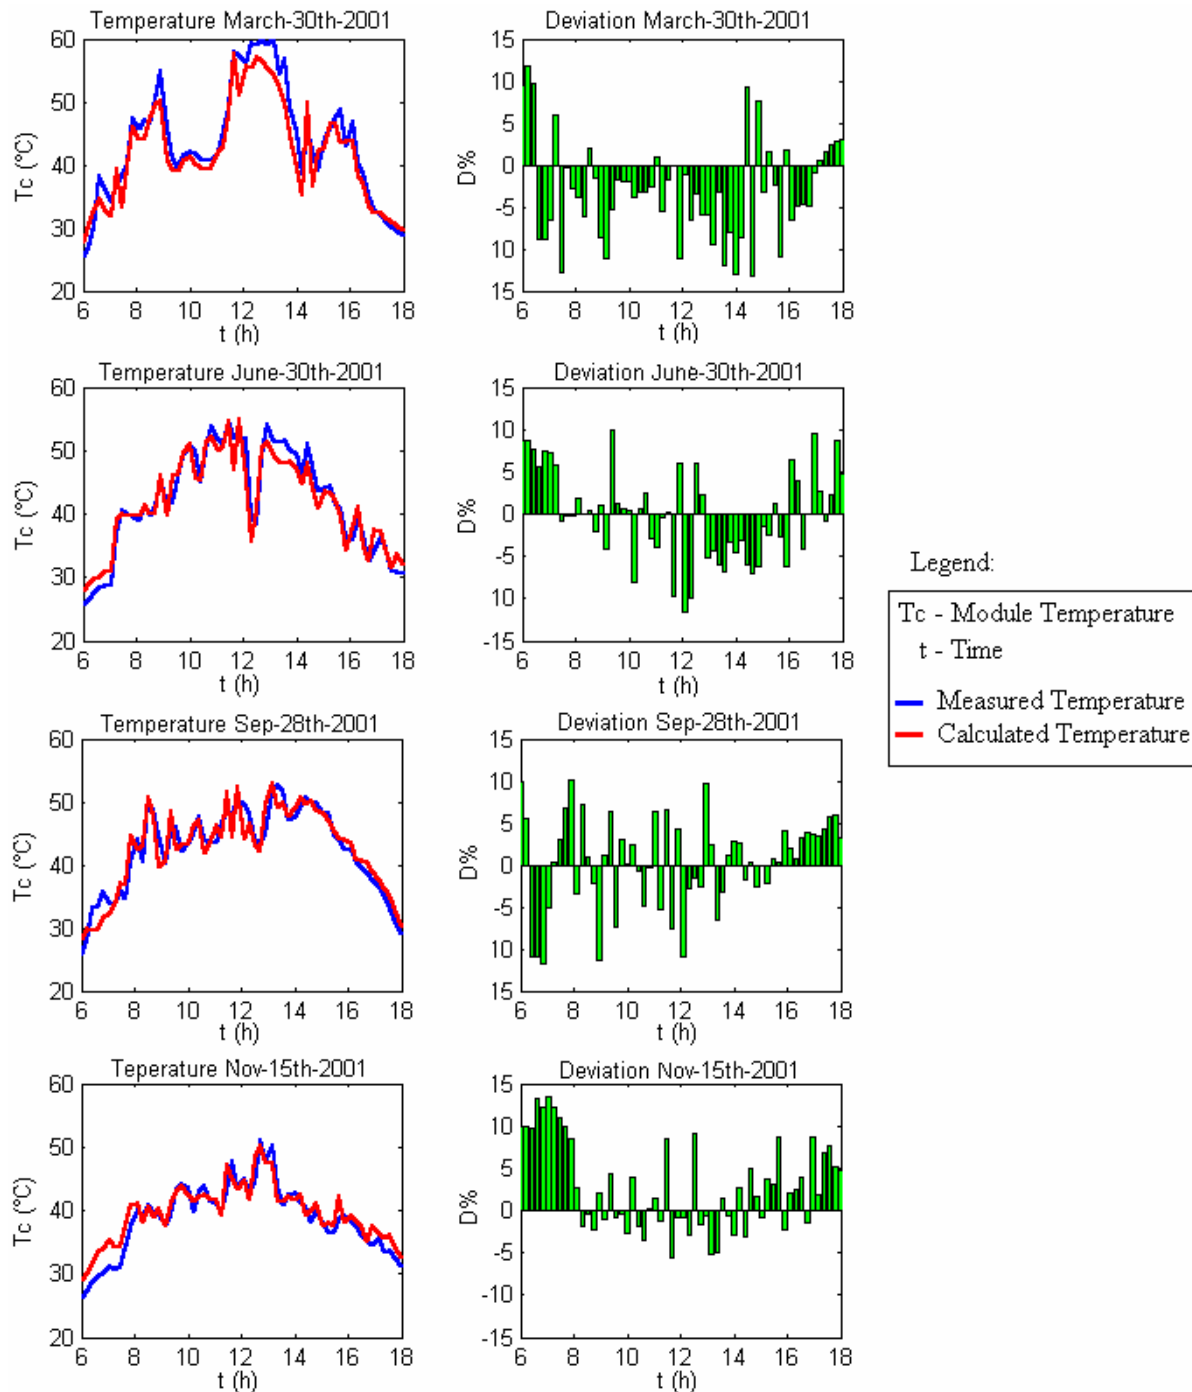 Temperature March-30th-2001
60
50
40
30
20
Tc (°C)
6 8 10 12 14 16 18
t (h)
Deviation March-30th-2001
15
10
5
0
-5
10
15
D%
6 8 10 12 14 16 18
t (h)
Temperature June-30th-2001
60
50
40
30
20
Tc (°C)
6 8 10 12 14 16 18
t (h)
Deviation June-30th-2001
15
10
5
0
-5
-10
-15
D%
6 8 10 12 14 16 18
t (h)
Legend:
Tc - Module Temperature
t - Time
Measured Temperature
Calculated Temperature
Temperature Sep-28th-2001
60
50
40
30
20
Tc (°C)
6 8 10 12 14 16 18
t (h)
Deviation Sep-28th-2001
15
10
5
0
-5
10
15
D%
6 8 10 12 14 16 18
t (h)
Teperature Nov-15th-2001
60
50
40
30
20
Tc (°C)
6 8 10 12 14 16 18
t (h)
Deviation Nov-15th-2001
15
10
5
0
-5
-10
-15
D%
6 8 10 12 14 16 18
t (h)